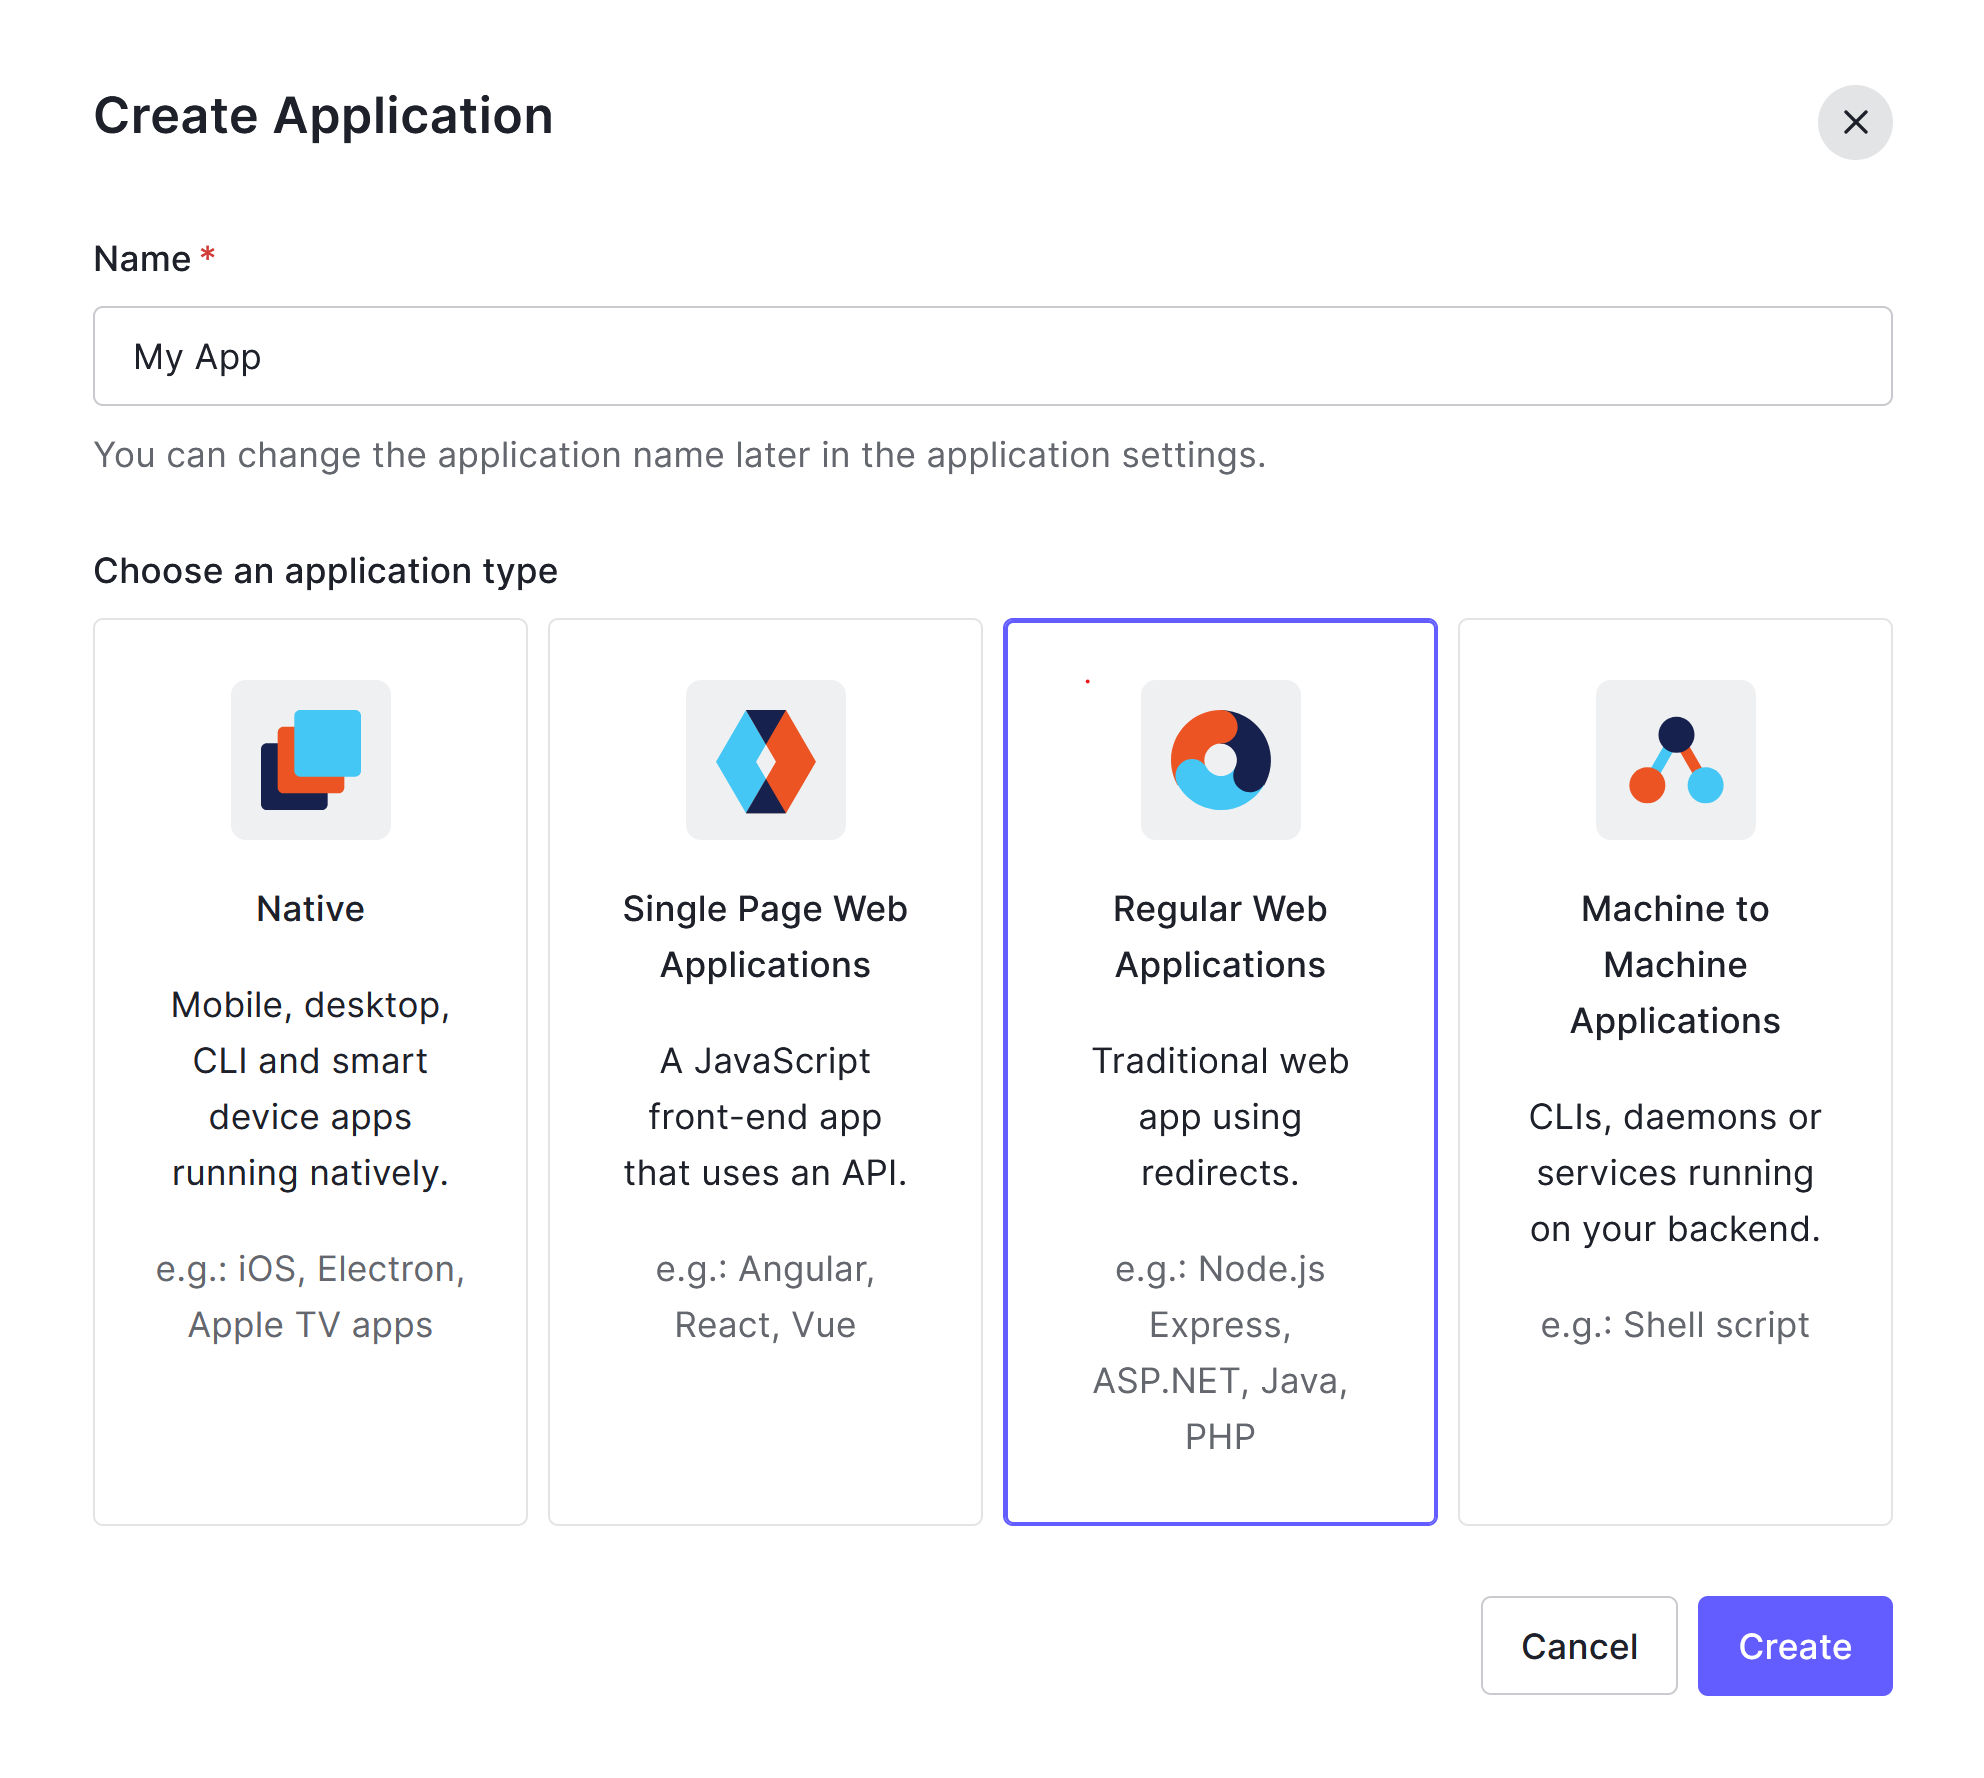 Create Application
Name *
My App
You can change the application name later in the application settings.
Choose an application type
Native
Mobile, desktop,
CLI and smart
device apps
running natively.
e.g.: iOS, Electron,
Apple TV apps
Single Page Web
Applications
A JavaScript
front-end app
that uses an API.
e.g.: Angular,
React, Vue
Regular Web
Applications
Traditional web
app using
redirects.
e.g.: Node.js
Express,
ASP.NET, Java,
PHP
Machine to
Machine
Applications
CLIs, daemons or
services running
on your backend.
e.g.: Shell script
Cancel
Create